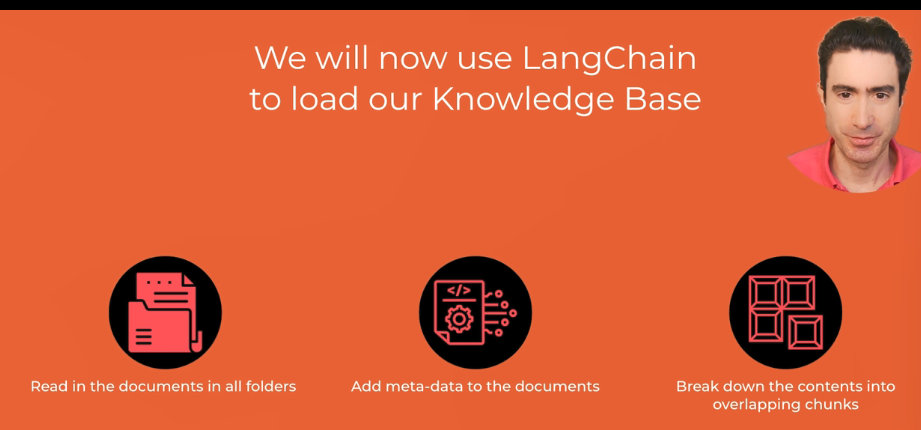 We will now use LangChain
to load our Knowledge Base
</>
Read in the documents in all folders
Add meta-data to the documents
Break down the contents into
overlapping chunks